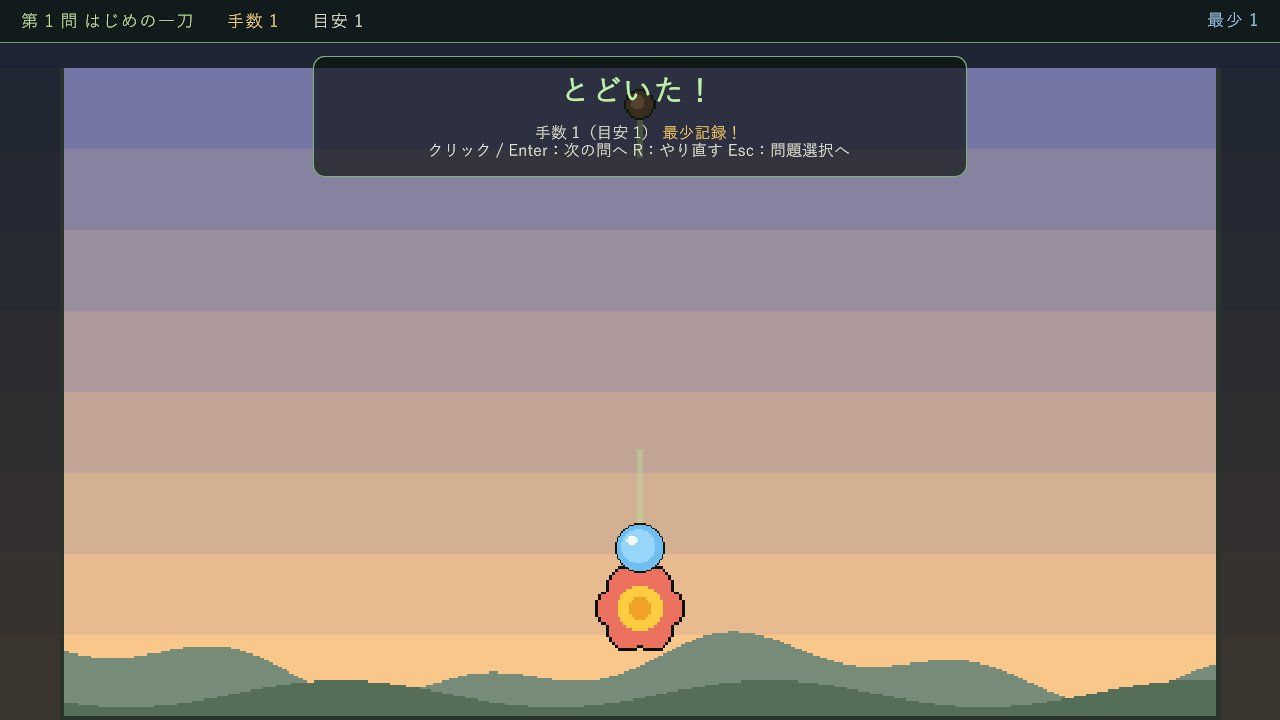 第 1 問 はじめの一刀 手数 1 目安 1 最少 1
とどいた！
手数 1（目安 1） 最少記録！
クリック / Enter：次の問へ R：やり直す Esc：問題選択へ